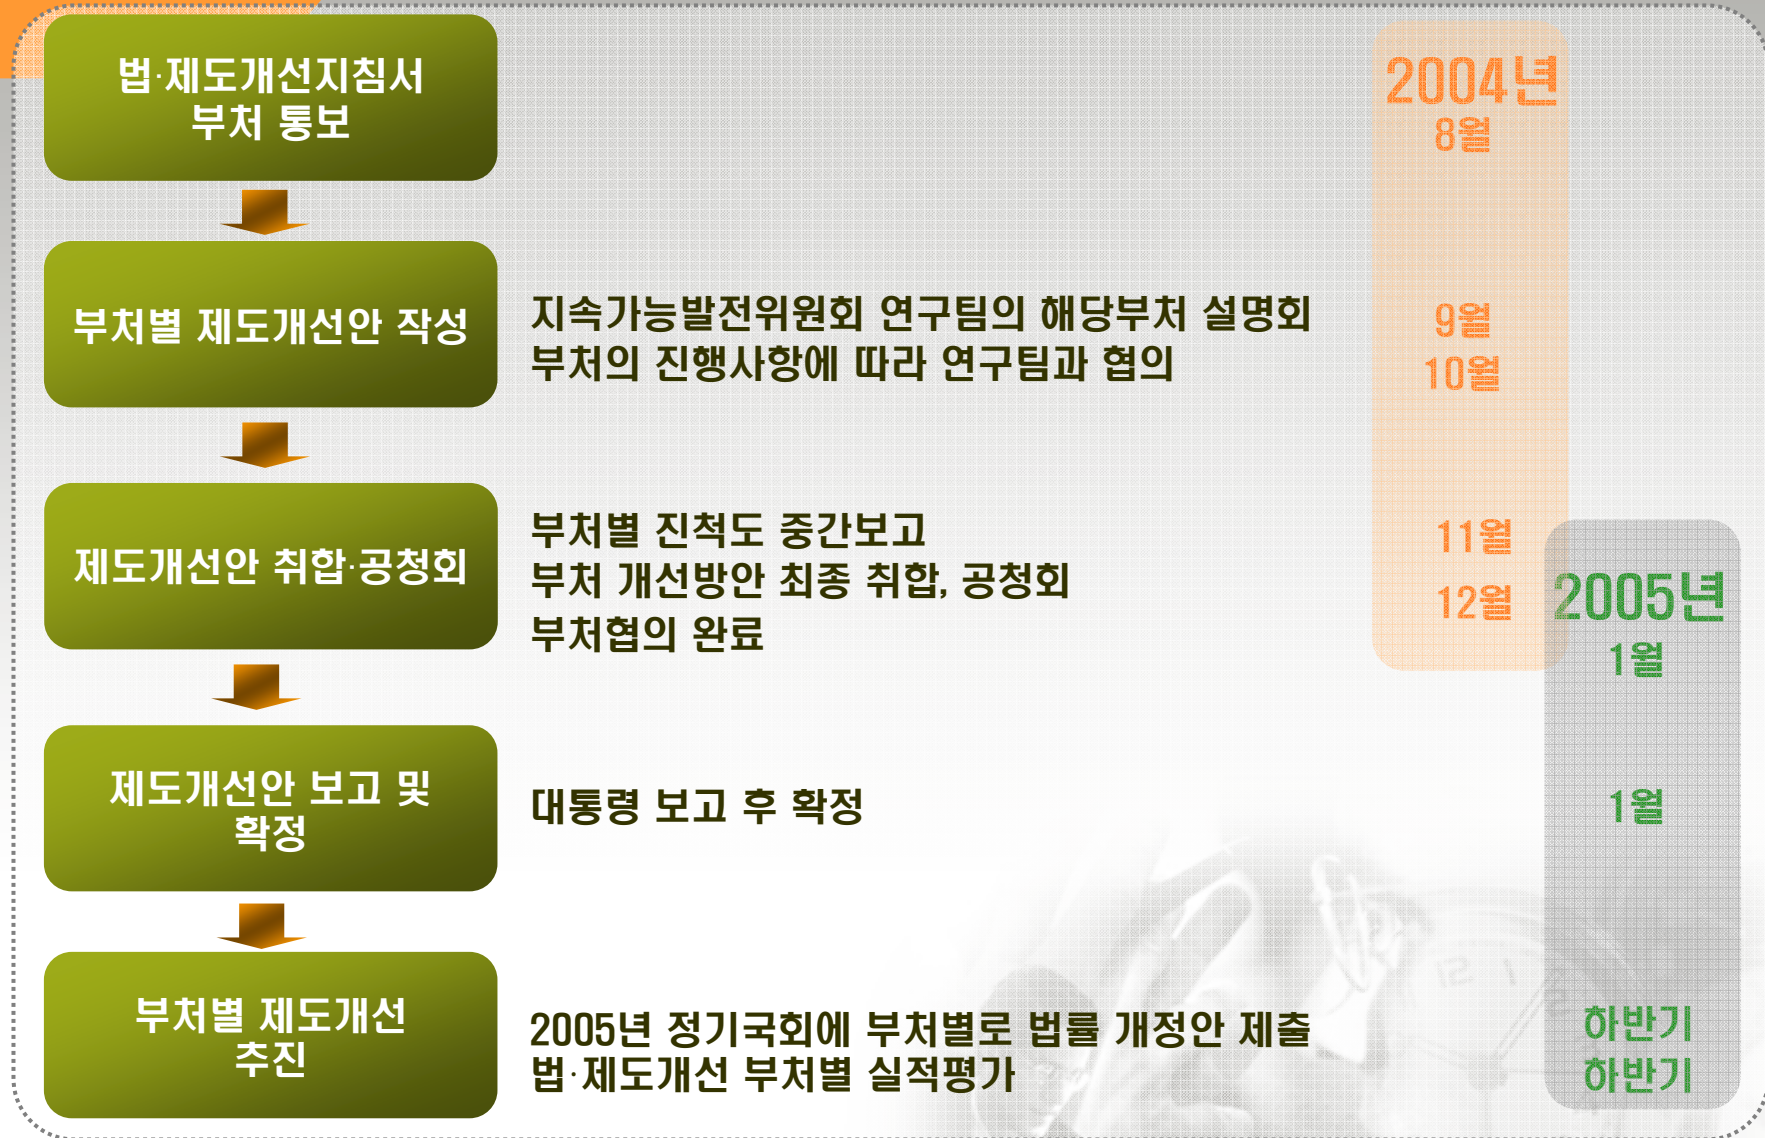 법·제도개선지침서
부처 통보
2004년
8월
부처별 제도개선안 작성
지속가능발전위원회 연구팀의 해당부처 설명회
9월
부처의 진행사항에 따라 연구팀과 협의
10월
제도개선안 취합·공청회
부처별 진척도 중간보고
11월
부처 개선방안 최종 취합, 공청회
12월
2005년
부처협의 완료
1월
제도개선안 보고 및
확정
대통령 보고 후 확정
1월
부처별 제도개선
추진
2005년 정기국회에 부처별로 법률 개정안 제출
하반기
법·제도개선 부처별 실적평가
하반기
12 1 2